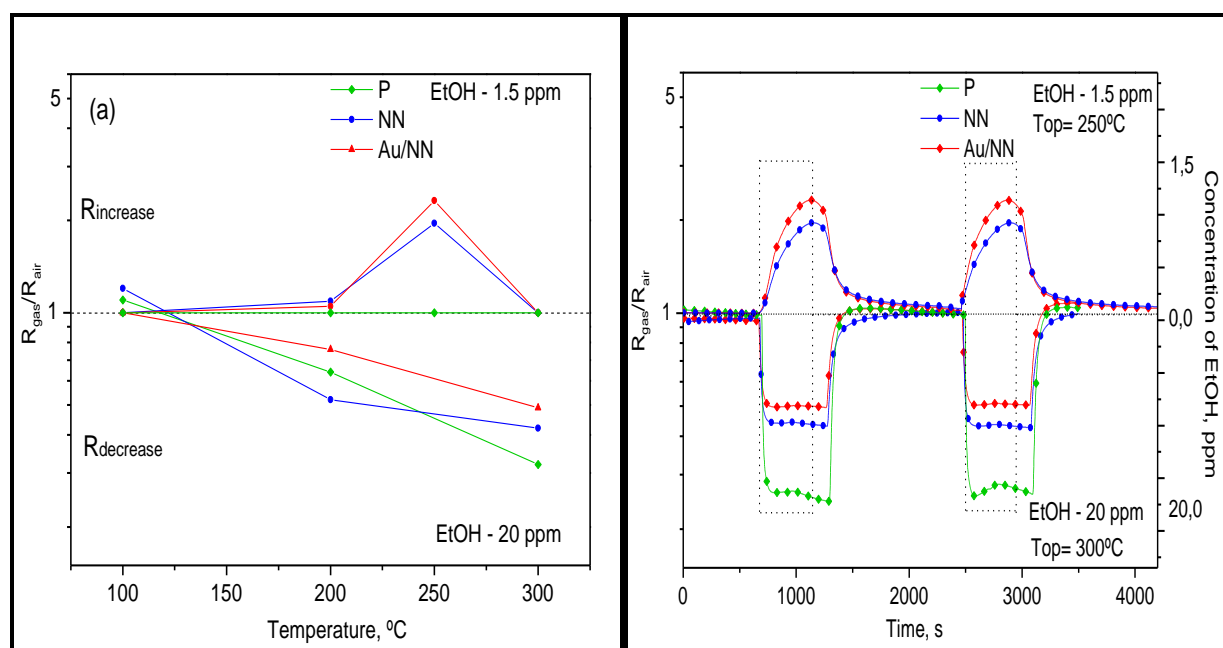 (a)
P
NN
Au/NN
EtOH - 1.5 ppm
Rincrease
Rdecrease
EtOH - 20 ppm
5
1
Rgas/Rair
100
150
200
250
300
Temperature, ºC
P
NN
Au/NN
EtOH - 1.5 ppm
Top= 250ºC
EtOH - 20 ppm
Top= 300ºC
5
1
Rgas/Rair
1,5
0,0
20,0
Concentration of EtOH, ppm
0
1000
2000
3000
4000
Time, s